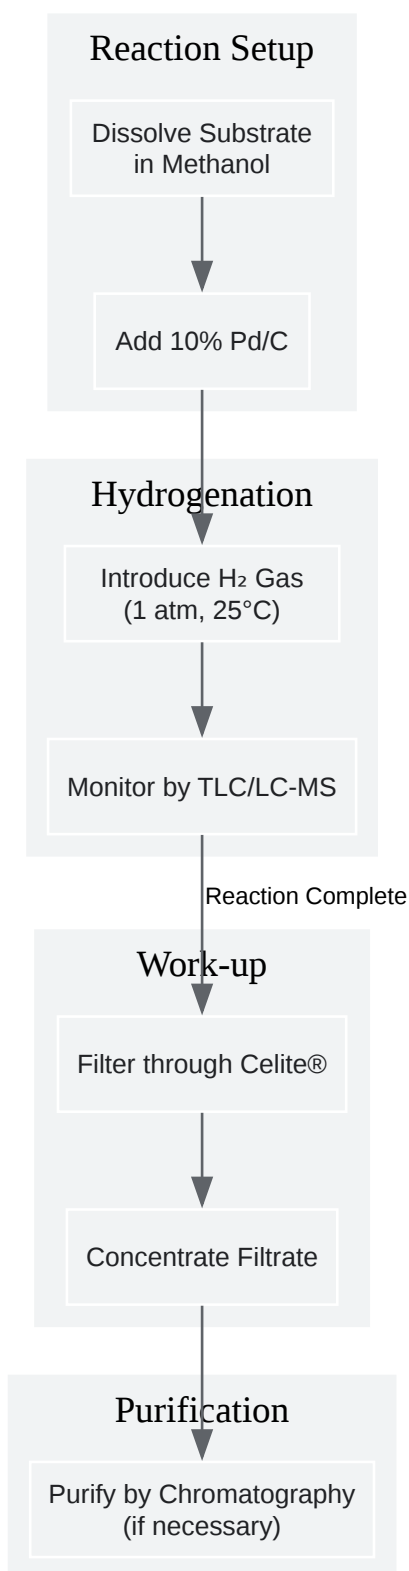 Reaction Setup
Dissolve Substrate
in Methanol
Add 10% Pd/C
Hydrogenation
Introduce H₂ Gas
(1 atm, 25°C)
Monitor by TLC/LC-MS
Reaction Complete
Work-up
Filter through Celite®
Concentrate Filtrate
Purification
Purify by Chromatography
(if necessary)